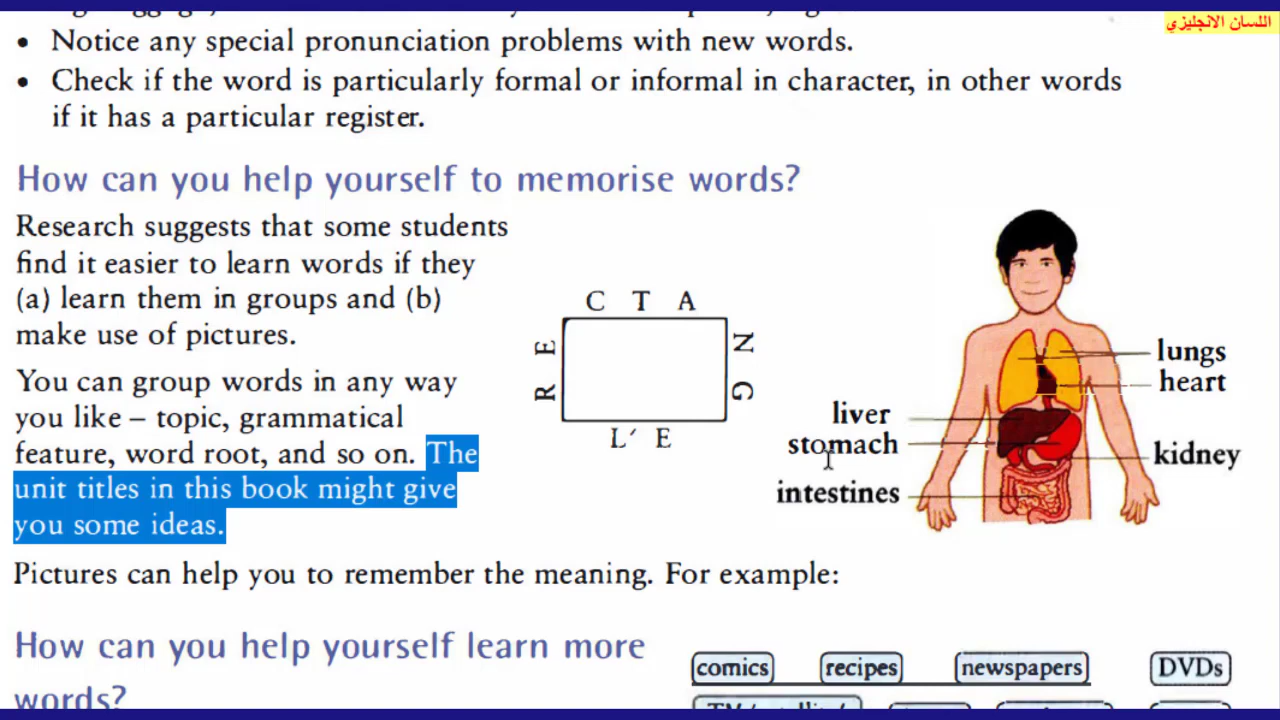 اللسان الانجليزي
• Notice any special pronunciation problems with new words.
• Check if the word is particularly formal or informal in character, in other words
if it has a particular register.
How can you help yourself to memorise words?
Research suggests that some students
find it easier to learn words if they
(a) learn them in groups and (b)
make use of pictures.
You can group words in any way
you like – topic, grammatical
feature, word root, and so on. The
unit titles in this book might give
you some ideas.
R E C T A N G L′ E
lungs
heart
liver
stomach
kidney
intestines
Pictures can help you to remember the meaning. For example:
How can you help yourself learn more
words?
comics recipes newspapers DVDs